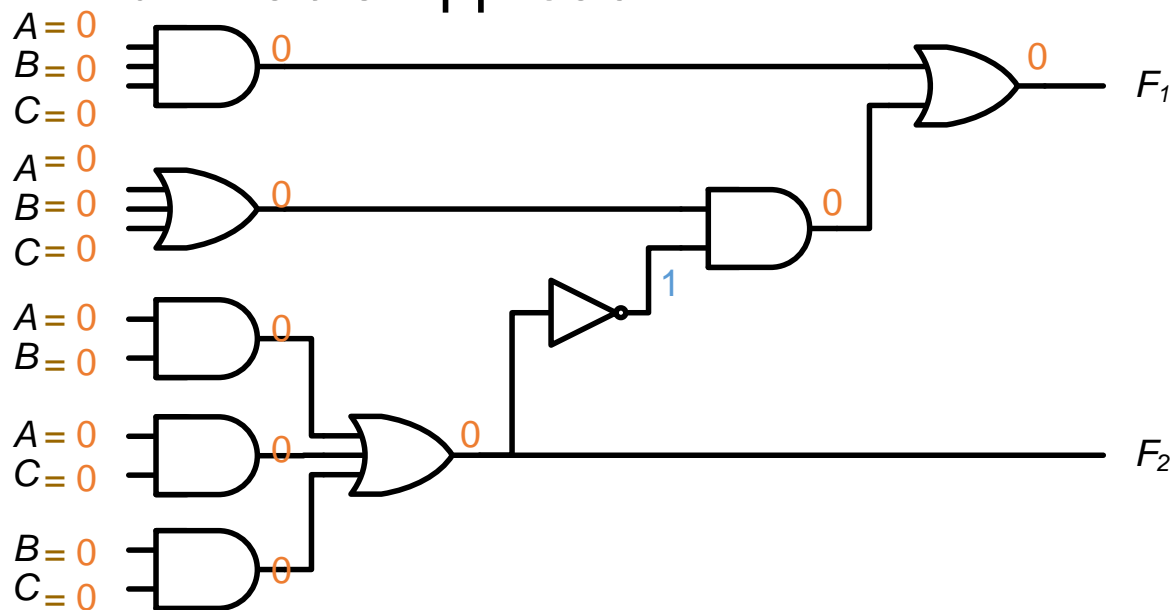 A = 0
0
0
B = 0
F1
C = 0
A = 0
0
0
B = 0
C = 0
1
A = 0
0
B = 0
A = 0
0
0
F2
C = 0
B = 0
0
C = 0